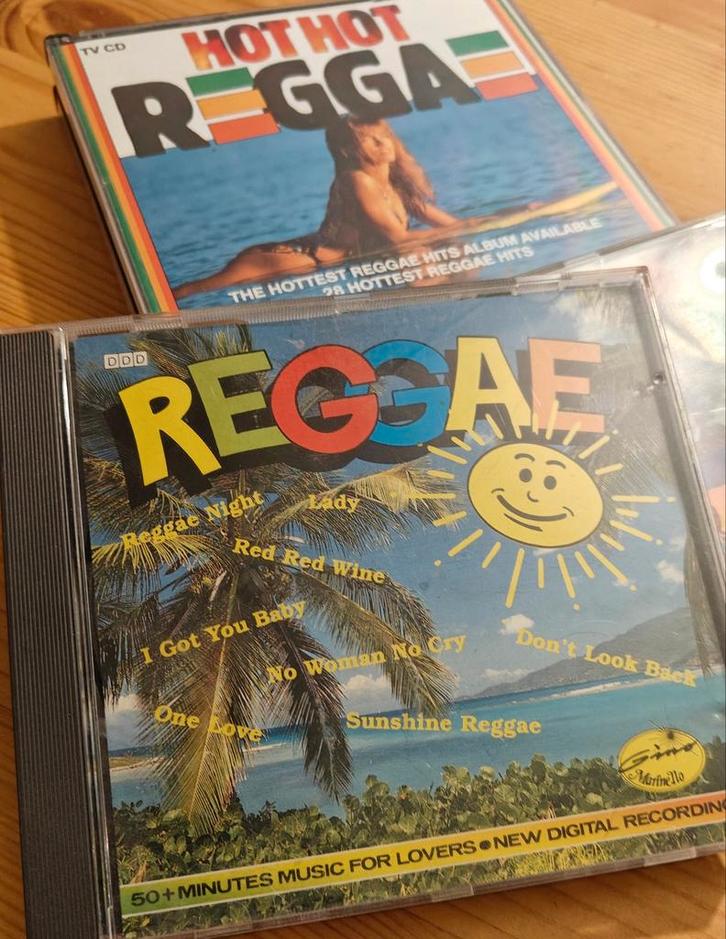 TV CD
HOT HOT
REGGAE
THE HOTTEST REGGAE HITS ALBUM AVAILABLE
28 HOTTEST REGGAE HITS
DDD
REGGAE
Reggae Night
Lady
Red Red Wine
I Got You Baby
No Woman No Cry
Don't Look Back
One Love
Sunshine Reggae
Gino
Marinello
50+MINUTES MUSIC FOR LOVERS●NEW DIGITAL RECORDING